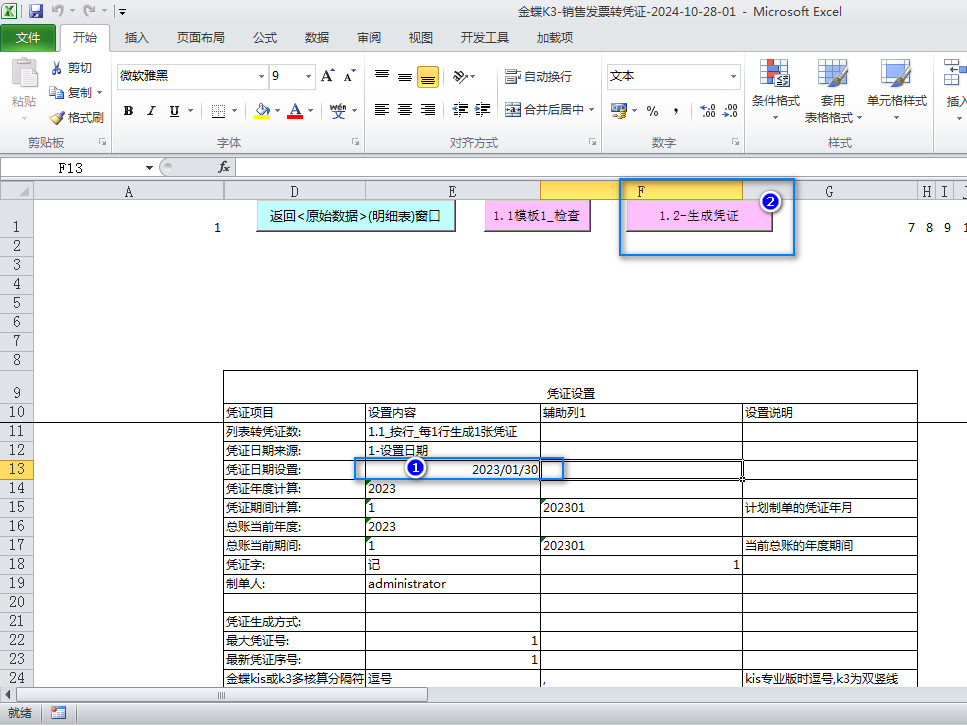 金蝶K3-销售发票转凭证-2024-10-28-01 - Microsoft Excel
文件 开始 插入 页面布局 公式 数据 审阅 视图 开发工具 加载项
粘贴 剪切 复制 格式刷 剪贴板
微软雅黑 9 A A
B I U A wén 文 字体
自动换行
合并后居中 对齐方式
文本
% , .00 数字
条件格式 套用 表格格式 单元格样式 样式 插入
F13 fx
A D E F G H I J
1 1 返回<原始数据>(明细表)窗口 1.1模板1_检查 1.2-生成凭证 2 7 8 9 1
2
3
4
5
6
7
8
9 凭证设置
10 凭证项目 设置内容 辅助列1 设置说明
11 列表转凭证数: 1.1_按行_每1行生成1张凭证
12 凭证日期来源: 1-设置日期
13 凭证日期设置: 1 2023/01/30
14 凭证年度计算: 2023
15 凭证期间计算: 1 202301 计划制单的凭证年月
16 总账当前年度: 2023
17 总账当前期间: 1 202301 当前总账的年度期间
18 凭证字: 记 1
19 制单人: administrator
20
21 凭证生成方式:
22 最大凭证号: 1
23 最新凭证序号: 1
24 金蝶kis或k3多核算分隔符 逗号 , kis专业版时逗号,k3为双竖线
就绪